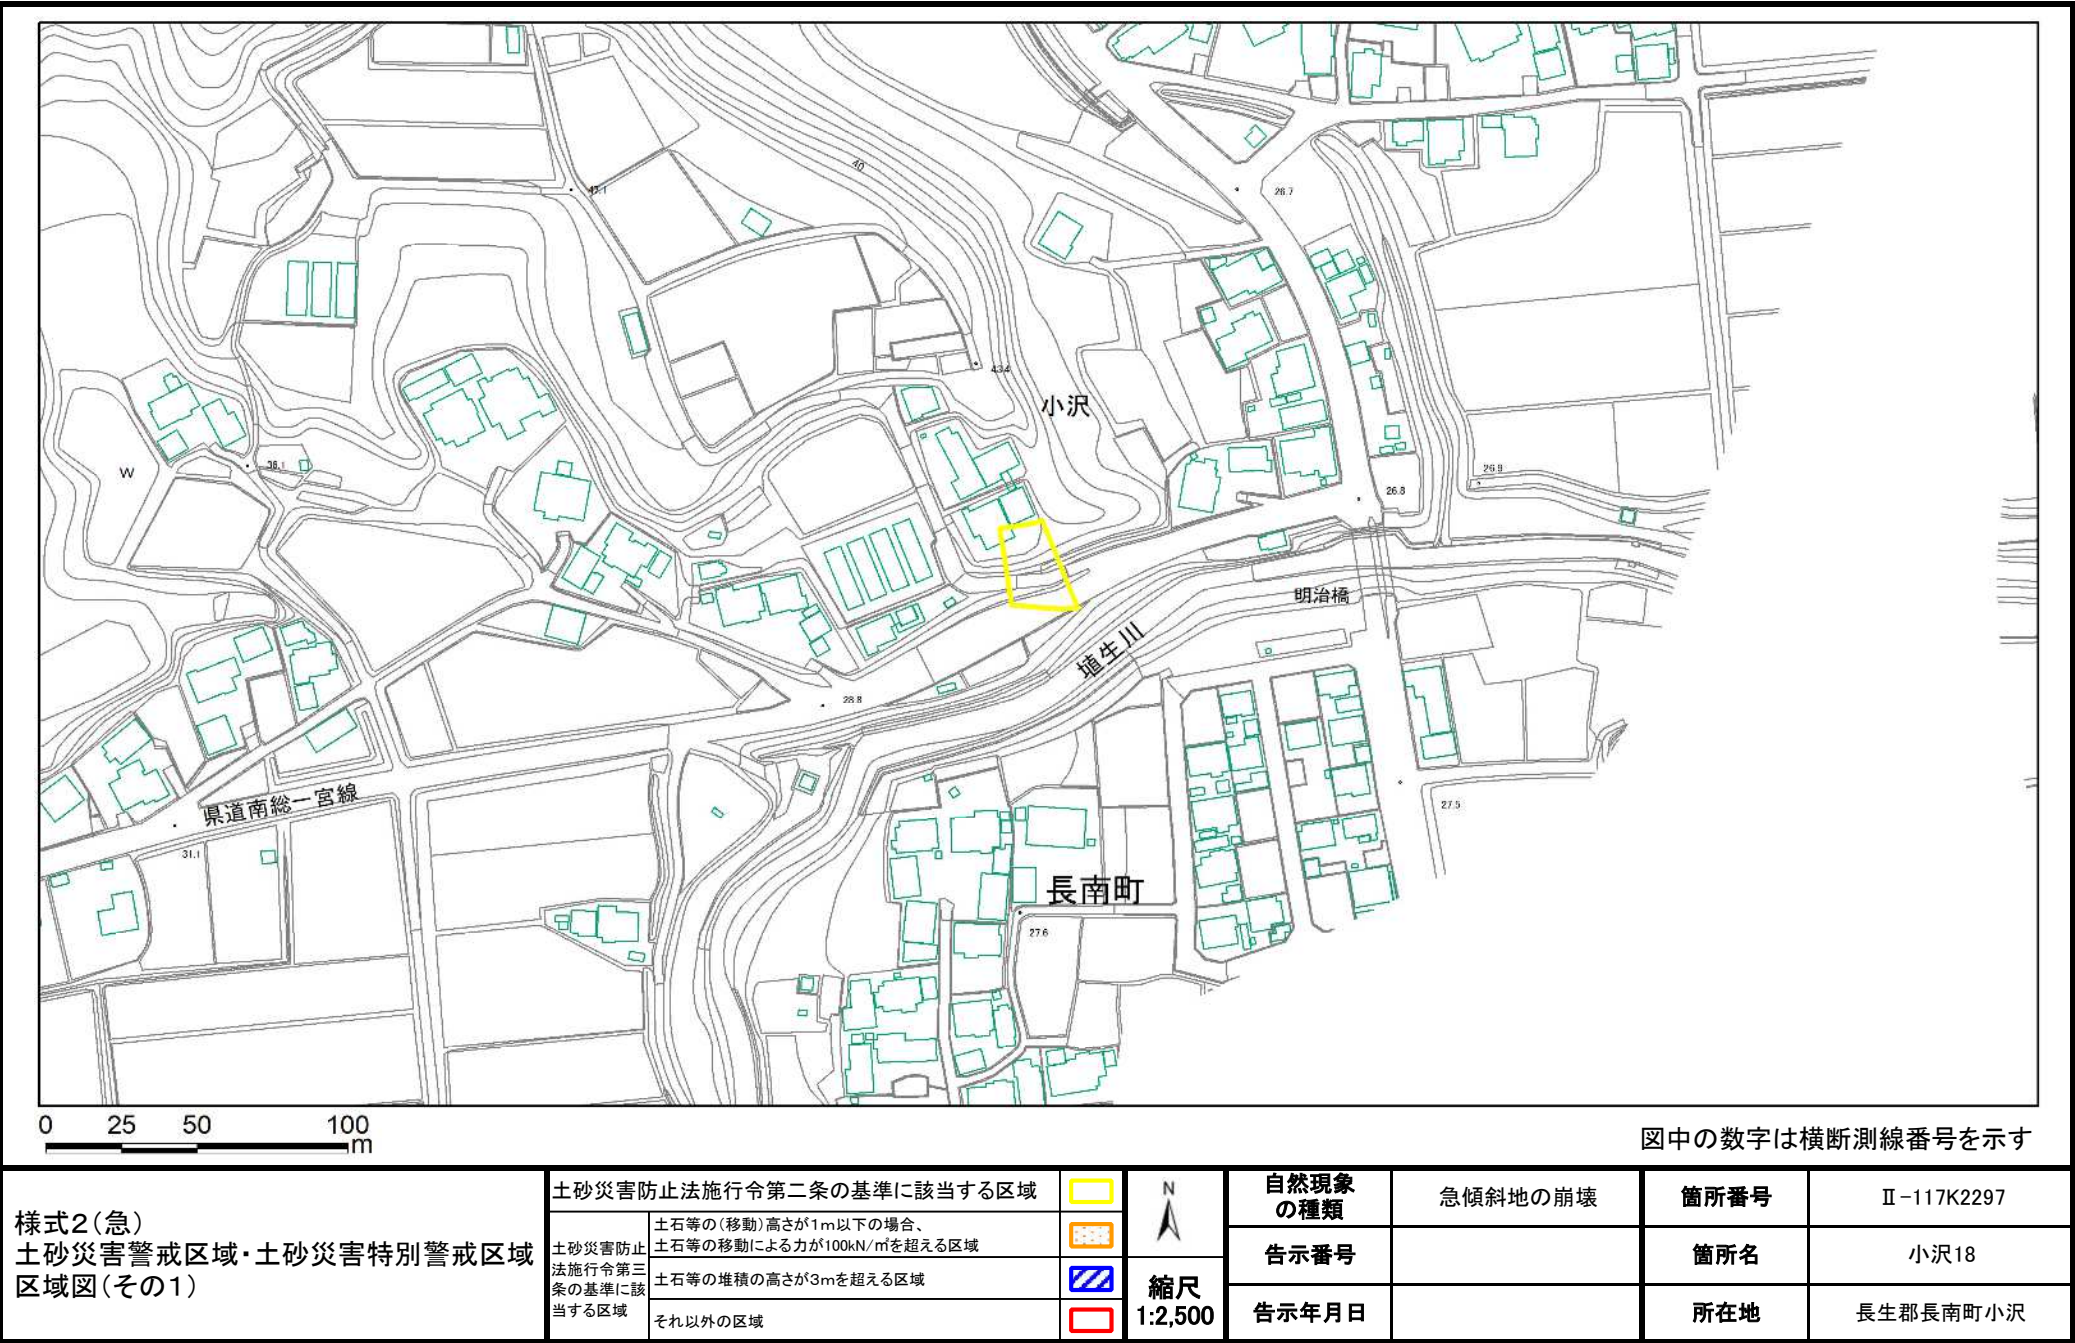 40
47.1
26.7
43.4
小沢
W
38.1
26.9
26.8
明治橋
埴生川
28.8
県道南総一宮線
27.5
31.1
長南町
27.6
0 25 50 100
m
図中の数字は横断測線番号を示す
様式2(急)
土砂災害警戒区域・土砂災害特別警戒区域
区域図(その1)
土砂災害防止法施行令第二条の基準に該当する区域
土砂災害防止
法施行令第三
条の基準に該
当する区域
土石等の(移動)高さが1m以下の場合、
土石等の移動による力が100kN/㎡を超える区域
土石等の堆積の高さが3mを超える区域
それ以外の区域
N
縮尺
1:2,500
自然現象
の種類
急傾斜地の崩壊
箇所番号
Ⅱ-117K2297
告示番号
箇所名
小沢18
告示年月日
所在地
長生郡長南町小沢